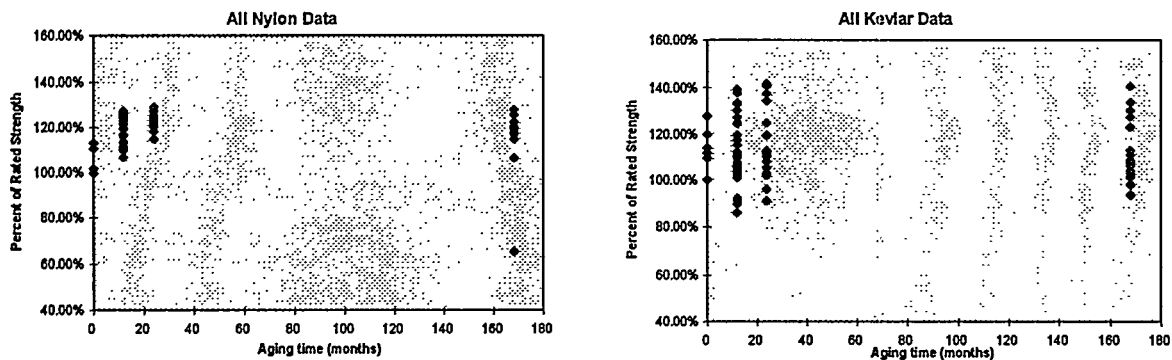 All Nylon Data
160.00%
140.00%
120.00%
100.00%
80.00%
60.00%
40.00%
Percent of Rated Strength
0 20 40 60 80 100 120 140 160 180
Aging time (months)
All Kevlar Data
160.00%
140.00%
120.00%
100.00%
80.00%
60.00%
40.00%
Percent of Rated Strength
0 20 40 60 80 100 120 140 160 180
Aging time (months)